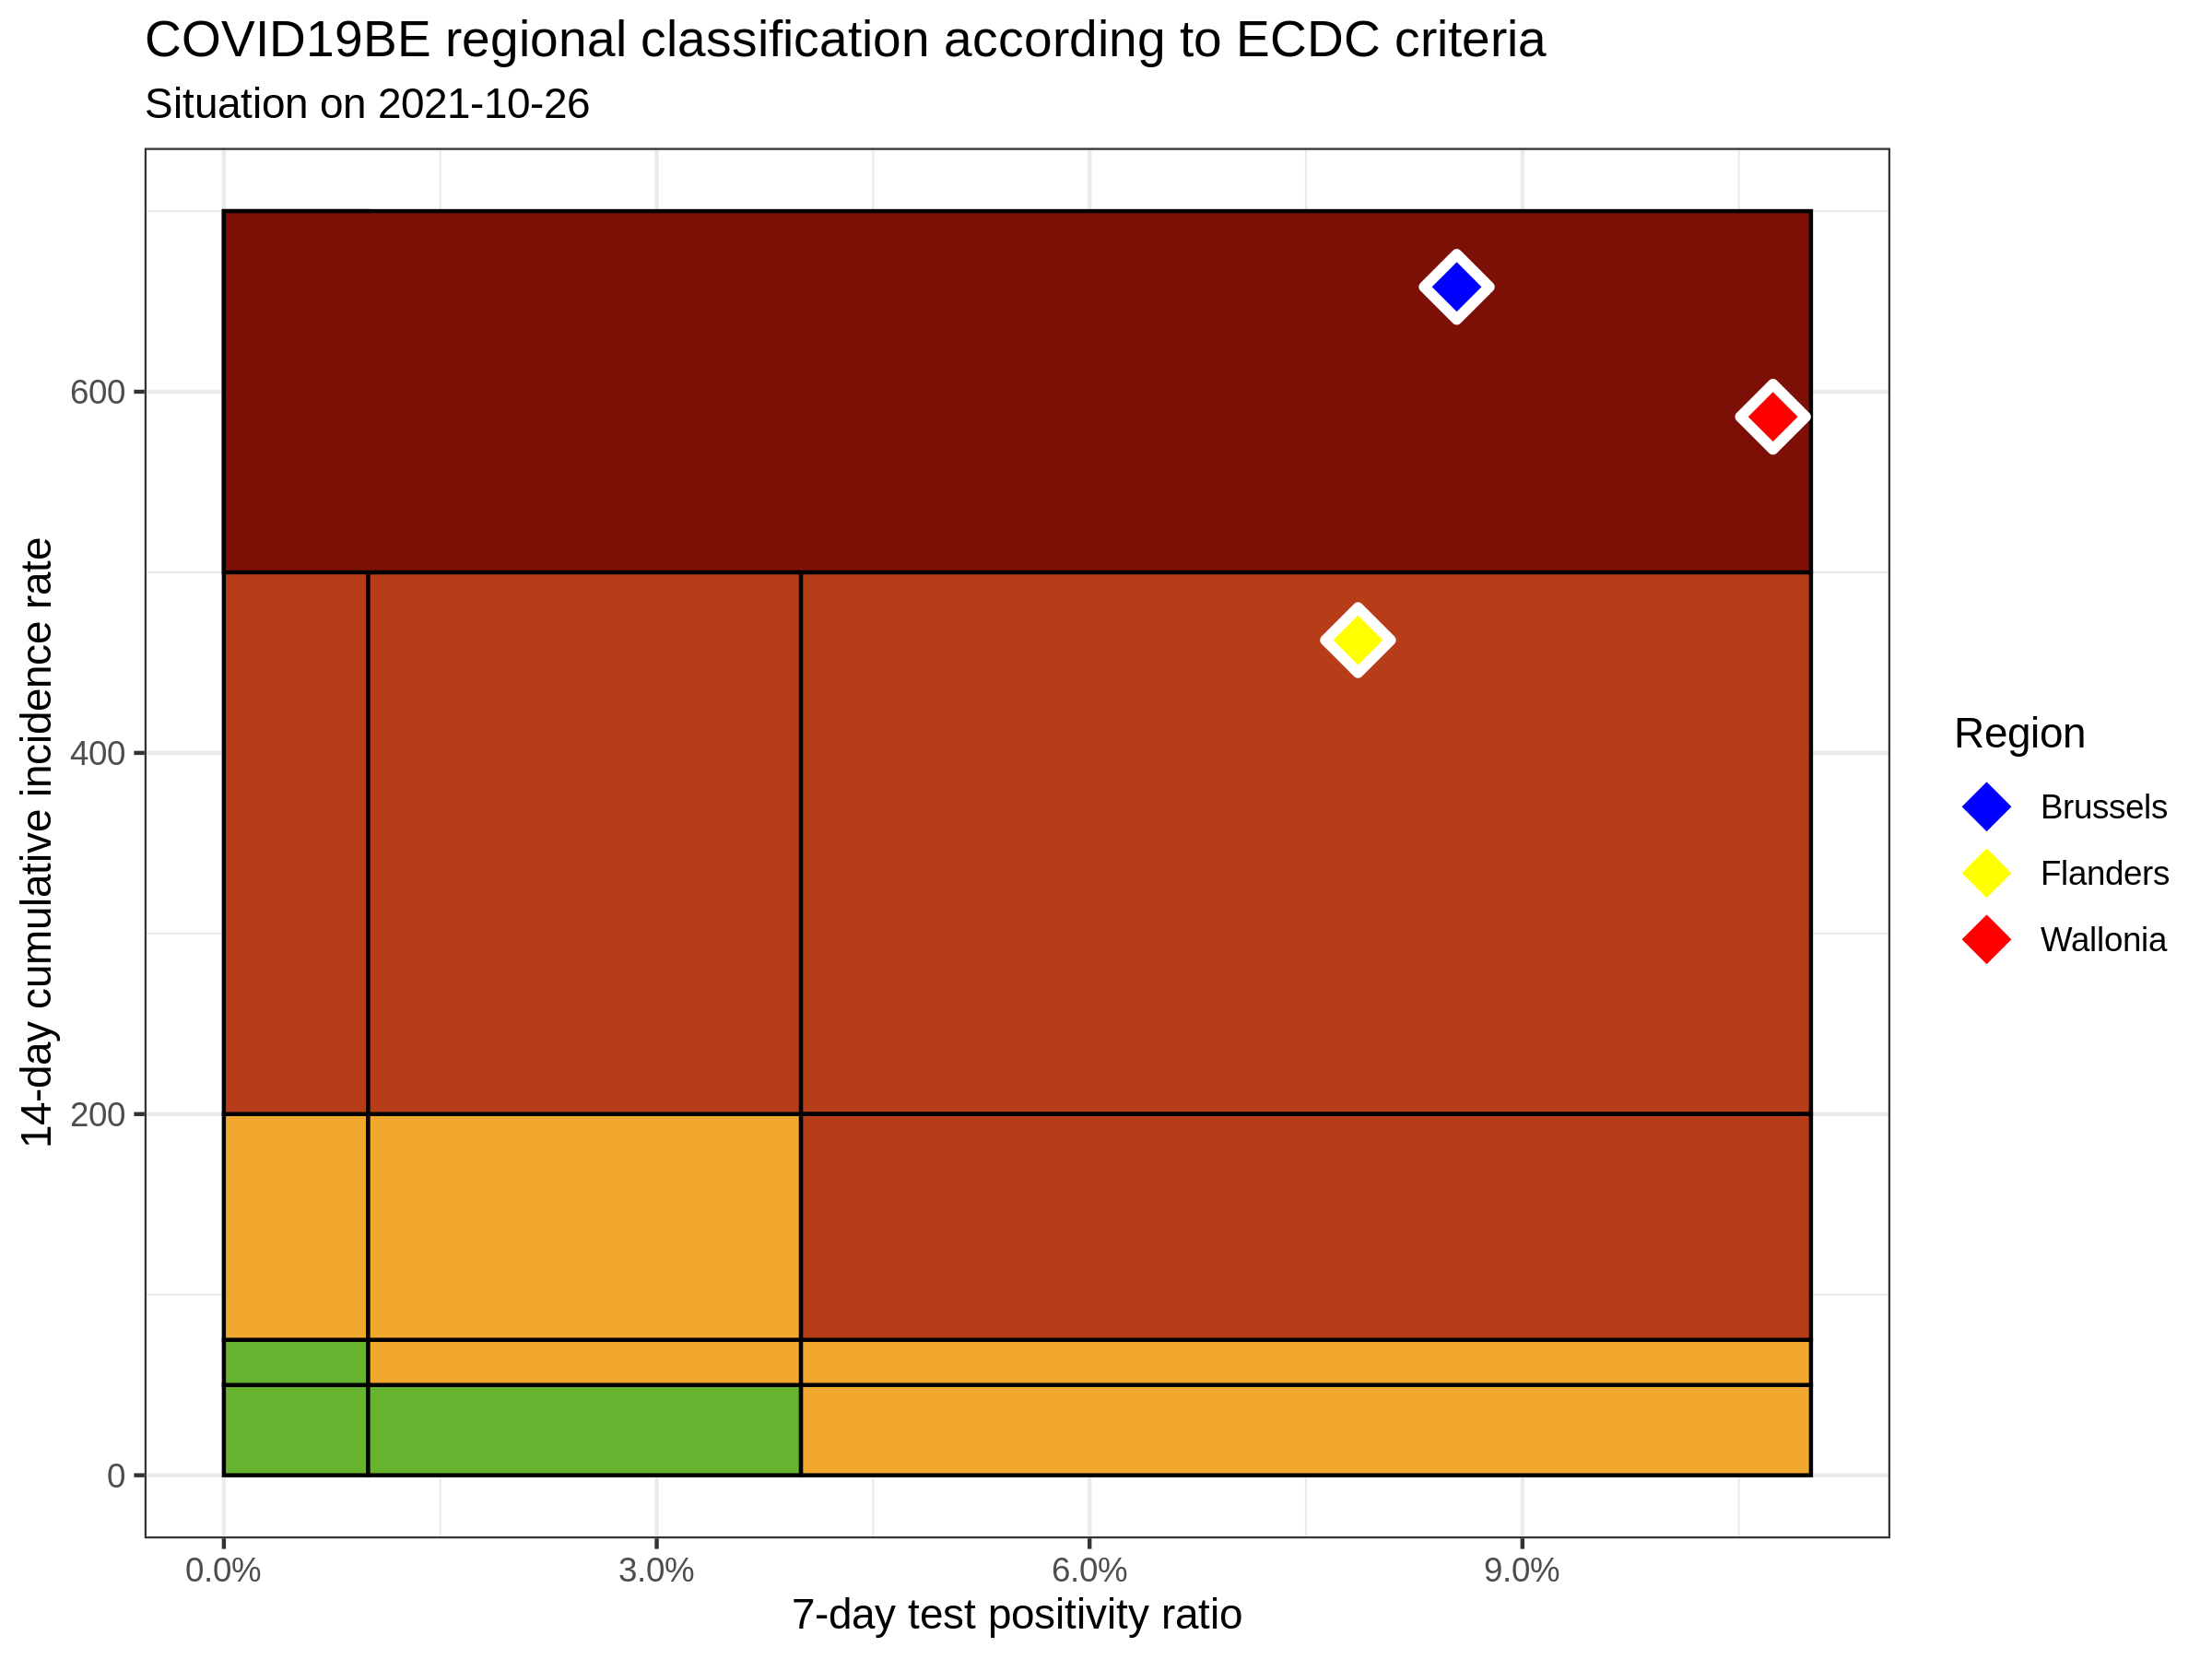 COVID19BE regional classification according to ECDC criteria
Situation on 2021-10-26
14-day cumulative incidence rate
600
400
200
0
0.0%
3.0%
6.0%
9.0%
7-day test positivity ratio
Region
Brussels
Flanders
Wallonia